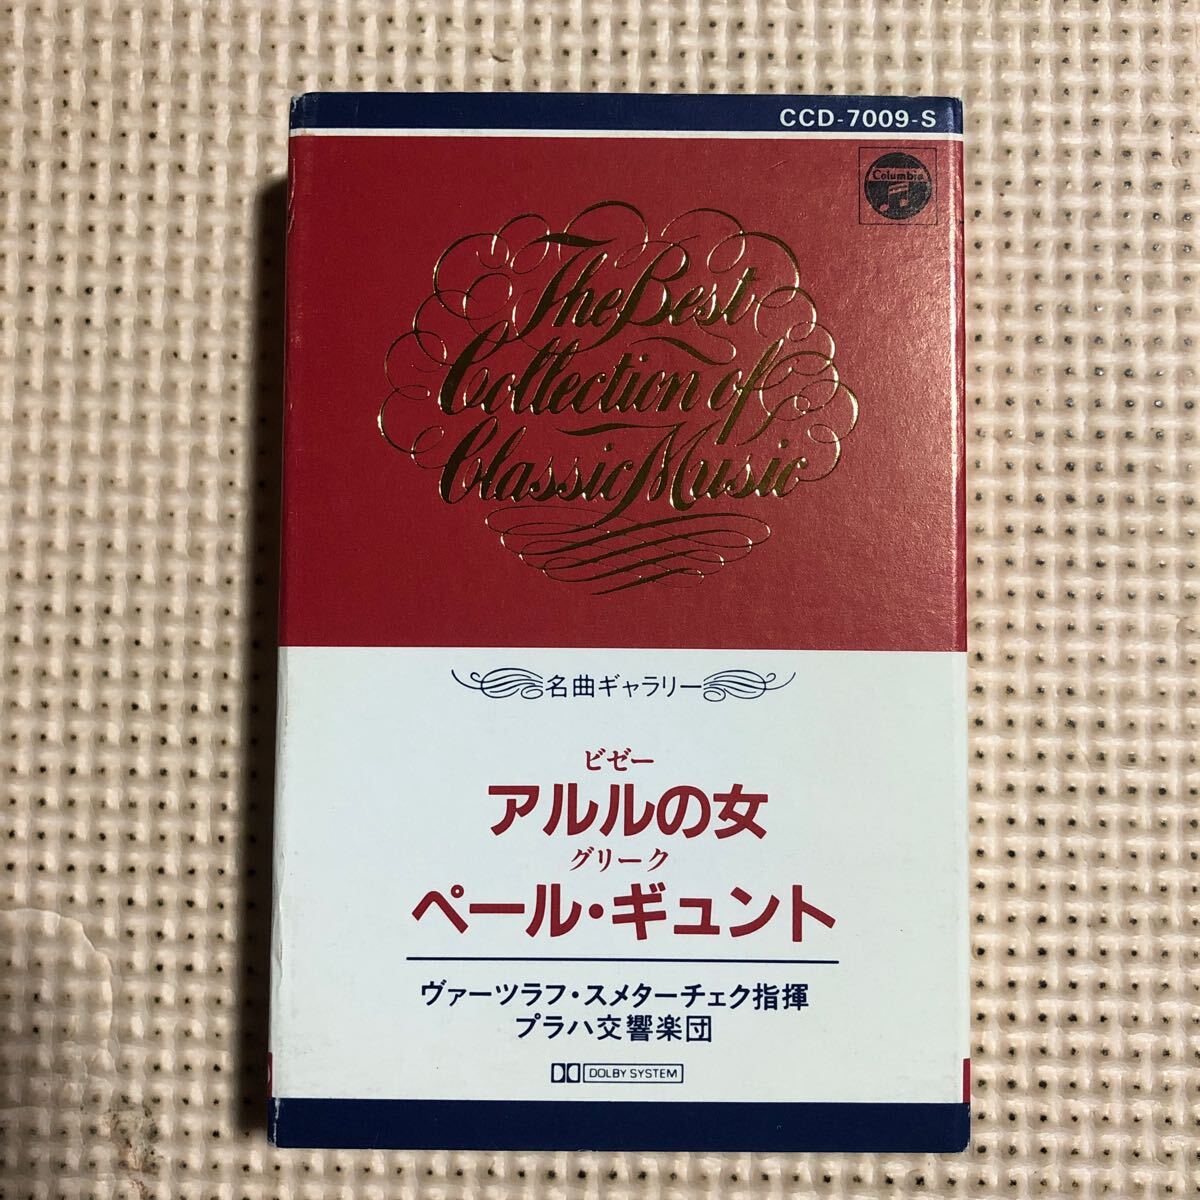 CCD-7009-S
Columbia
The Best
Collection of
Classic Music
名曲ギャラリー
ビゼー
アルルの女
グリーク
ペール・ギュント
ヴァーツラフ・スメターチェク指揮
プラハ交響楽団
DOLBY SYSTEM